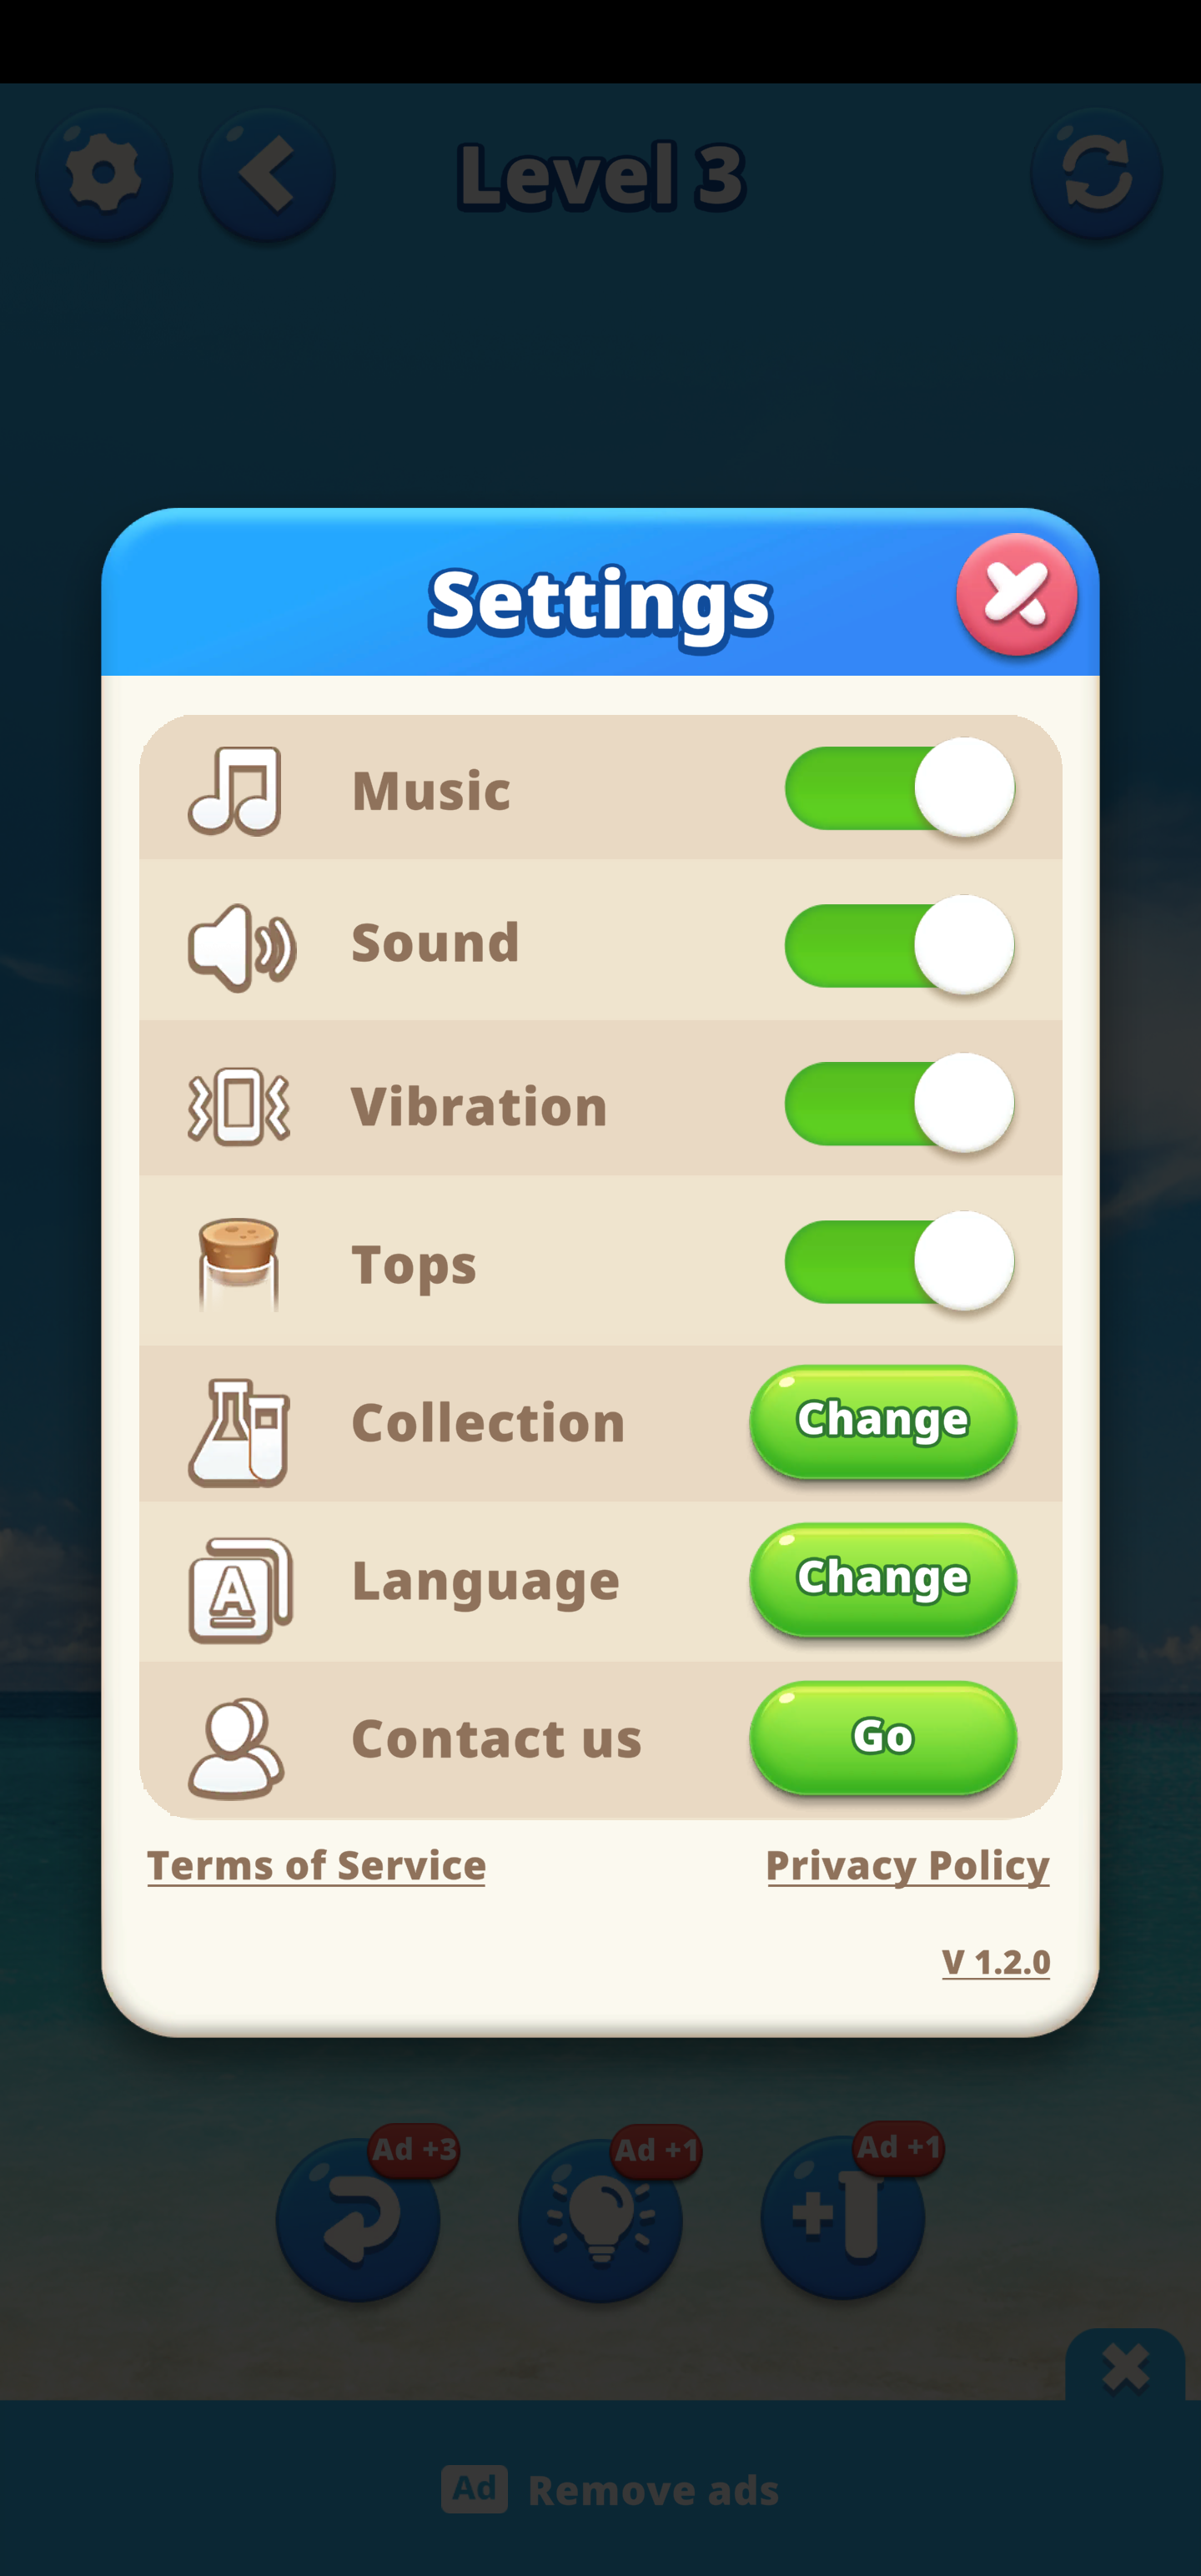 Level 3
Settings
Music
Sound
Vibration
Tops
Collection
Change
Language
A
Change
Contact us
Go
Terms of Service
Privacy Policy
V 1.2.0
Ad +3
Ad +1
Ad +1
Ad Remove ads